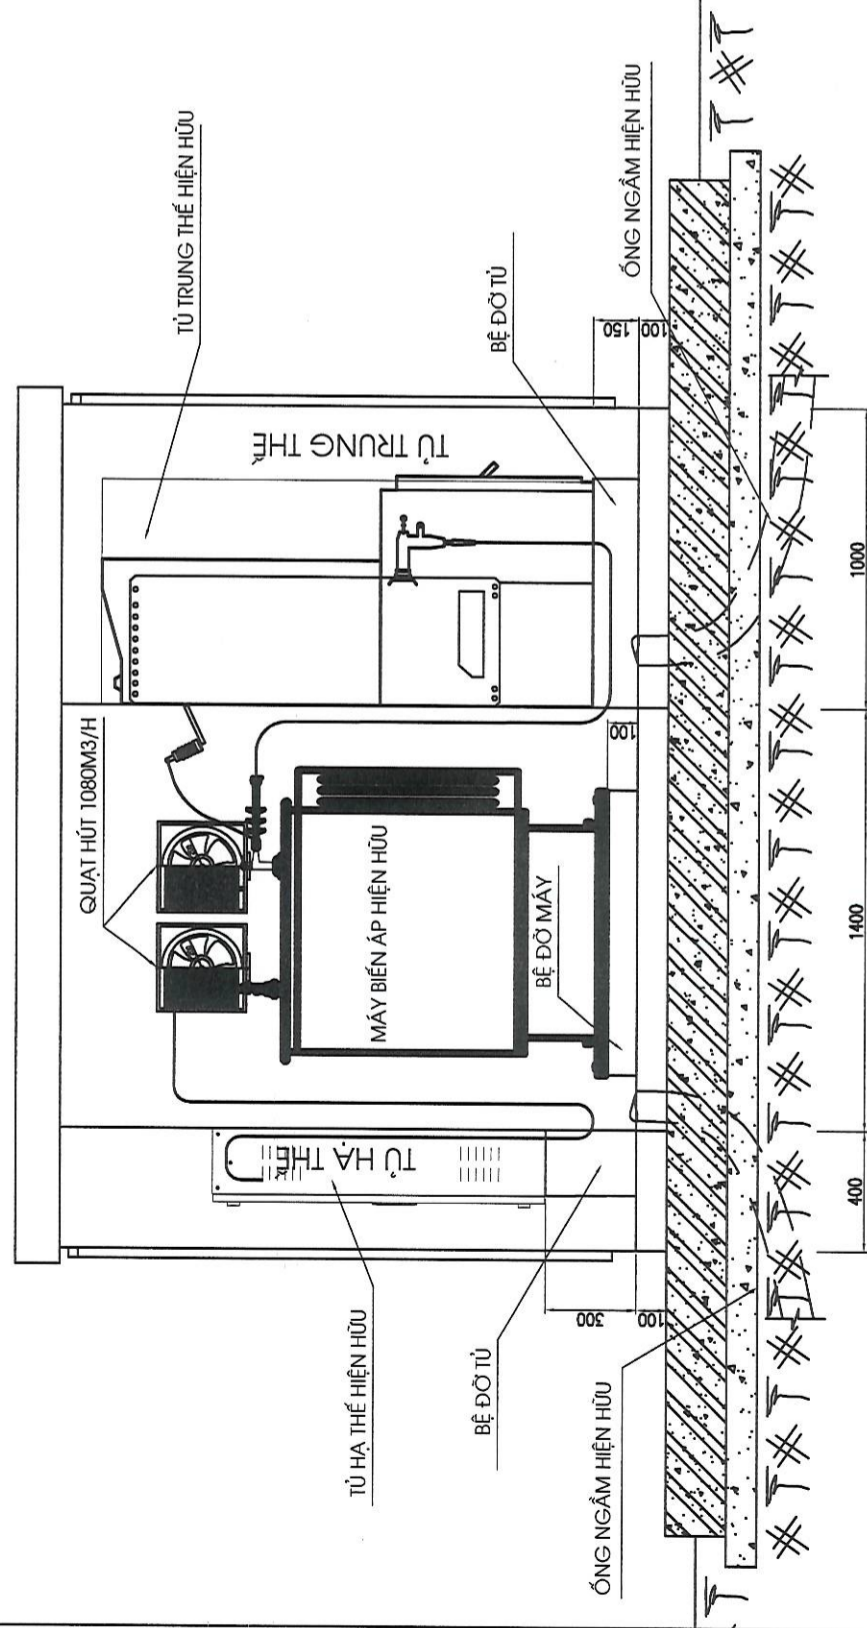 TỦ TRUNG THẾ HIỆN HỮU
QUẠT HÚT 1080M3/H
TỦ TRUNG THẾ
MÁY BIẾN ÁP HIỆN HỮU
TỦ HẠ THẾ
TỦ HẠ THẾ HIỆN HỮU
BỆ ĐỠ TỦ
BỆ ĐỠ MÁY
BỆ ĐỠ TỦ
ỐNG NGẦM HIỆN HỮU
ỐNG NGẦM HIỆN HỮU
300
100
100
150
100
400
1400
1000